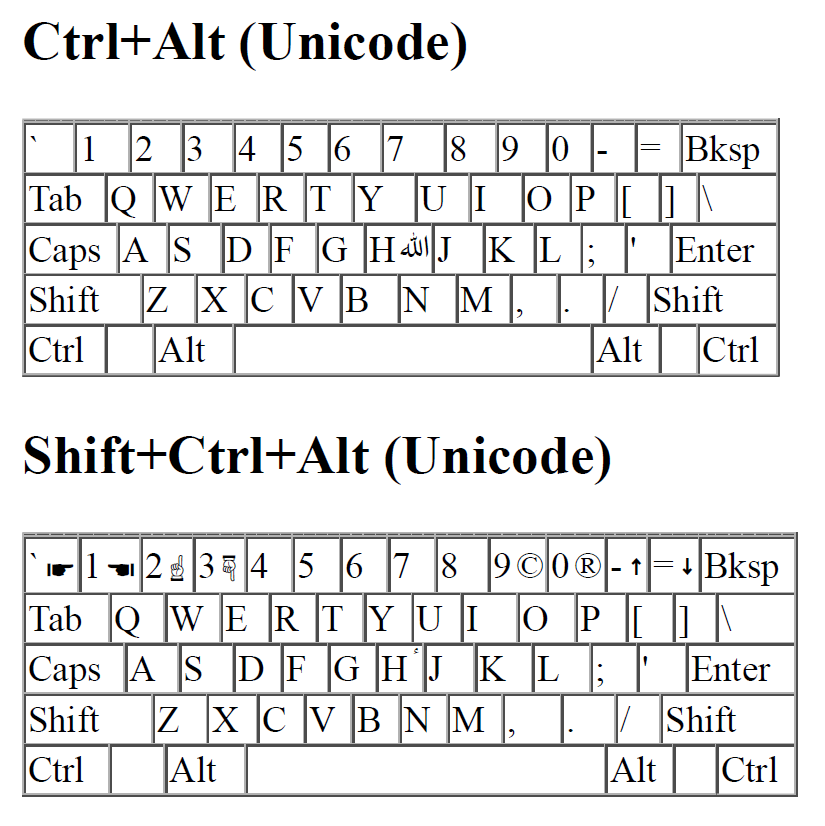 Ctrl+Alt (Unicode)
` 1 2 3 4 5 6 7 8 9 0 - = Bksp
Tab Q W E R T Y U I O P [ ] \
Caps A S D F G H ﷲ J K L ; ' Enter
Shift Z X C V B N M , . / Shift
Ctrl Alt Alt Ctrl
Shift+Ctrl+Alt (Unicode)
` ☛ 1 ☚ 2 ☝ 3 ☟ 4 5 6 7 8 9 © 0 ® - ↑ = ↓ Bksp
Tab Q W E R T Y U I O P [ ] \
Caps A S D F G H ٔ J K L ; ' Enter
Shift Z X C V B N M , . / Shift
Ctrl Alt Alt Ctrl